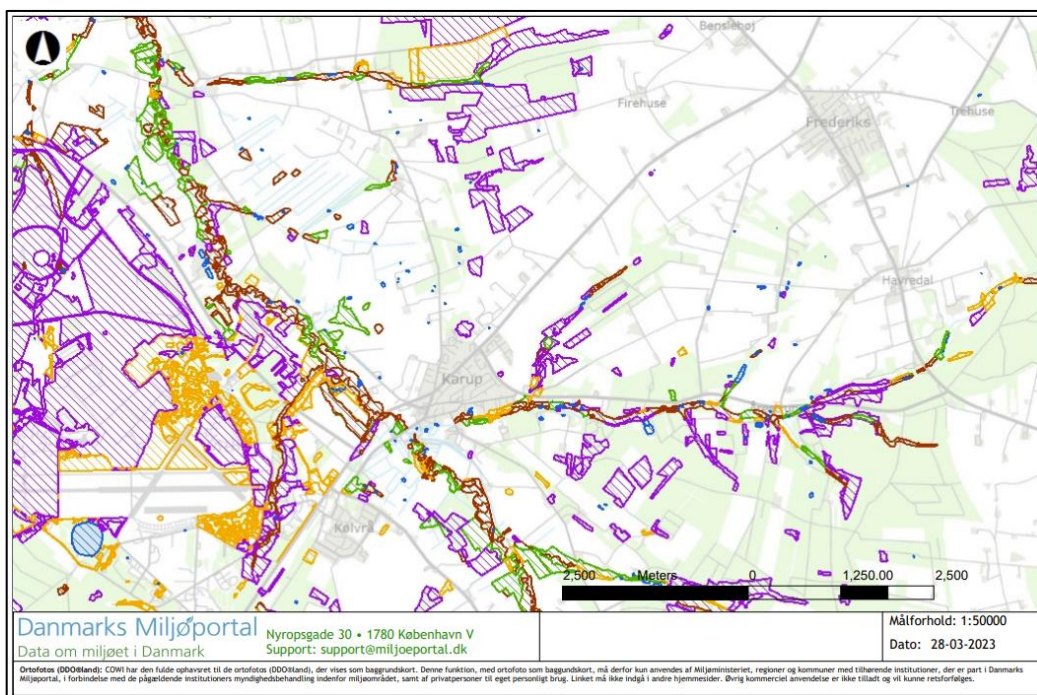 Benslehøj
Firehuse
Trehuse
Frederiks
Havredal
Karup
Kølvrå
2,500 Meters 0 1,250.00 2,500
Danmarks Miljøportal
Data om miljøet i Danmark
Nyropsgade 30 • 1780 København V
Support: support@miljoeportal.dk
Målforhold: 1:50000
Dato: 28-03-2023
Ortofotos (DDO®land): COWI har den fulde ophavsret til de ortofotos (DDO®land), der vises som baggrundskort. Denne funktion, med ortofoto som baggundskort, må derfor kun anvendes af Miljøministeriet, regioner og kommuner med tilhørende institutioner, der er part i Danmarks
Miljøportal, i forbindelse med de pågældende institutioners myndighedsbehandling indenfor miljøområdet, samt af privatpersoner til eget personligt brug. Linket må ikke indgå i andre hjemmesider. Øvrig kommerciel anvendelse er ikke tilladt og vil kunne retsforfølges.